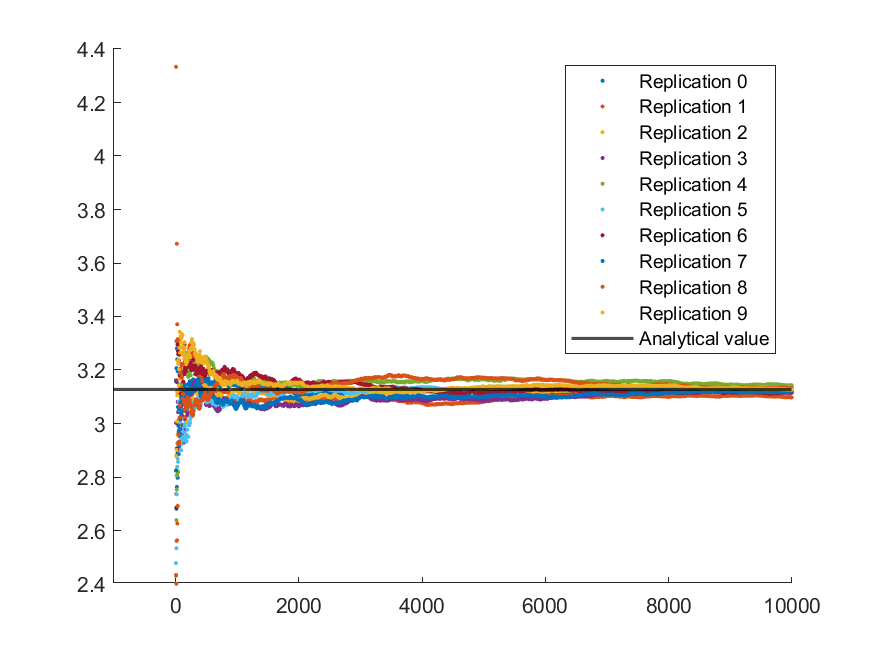 4.4
4.2
4
3.8
3.6
3.4
3.2
3
2.8
2.6
2.4
0
2000
4000
6000
8000
10000
Replication 0
Replication 1
Replication 2
Replication 3
Replication 4
Replication 5
Replication 6
Replication 7
Replication 8
Replication 9
Analytical value